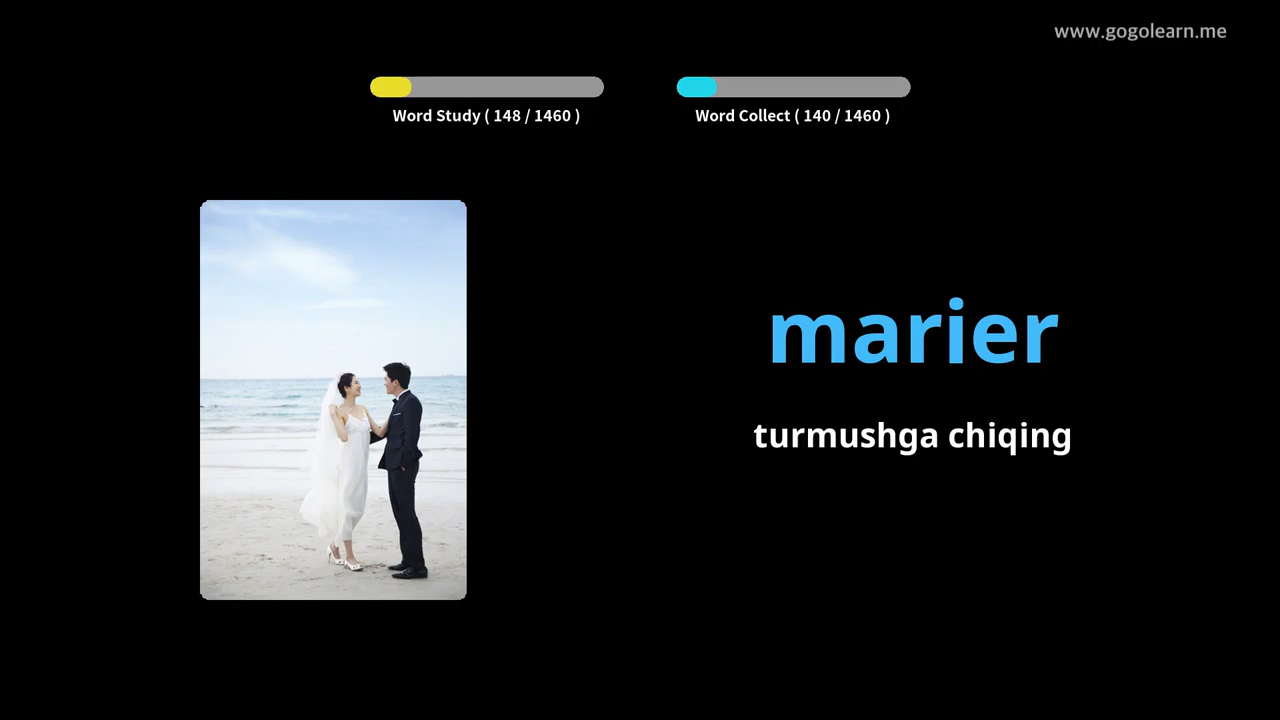 www.gogolearn.me
Word Study ( 148 / 1460 )
Word Collect ( 140 / 1460 )
marier
turmushga chiqing